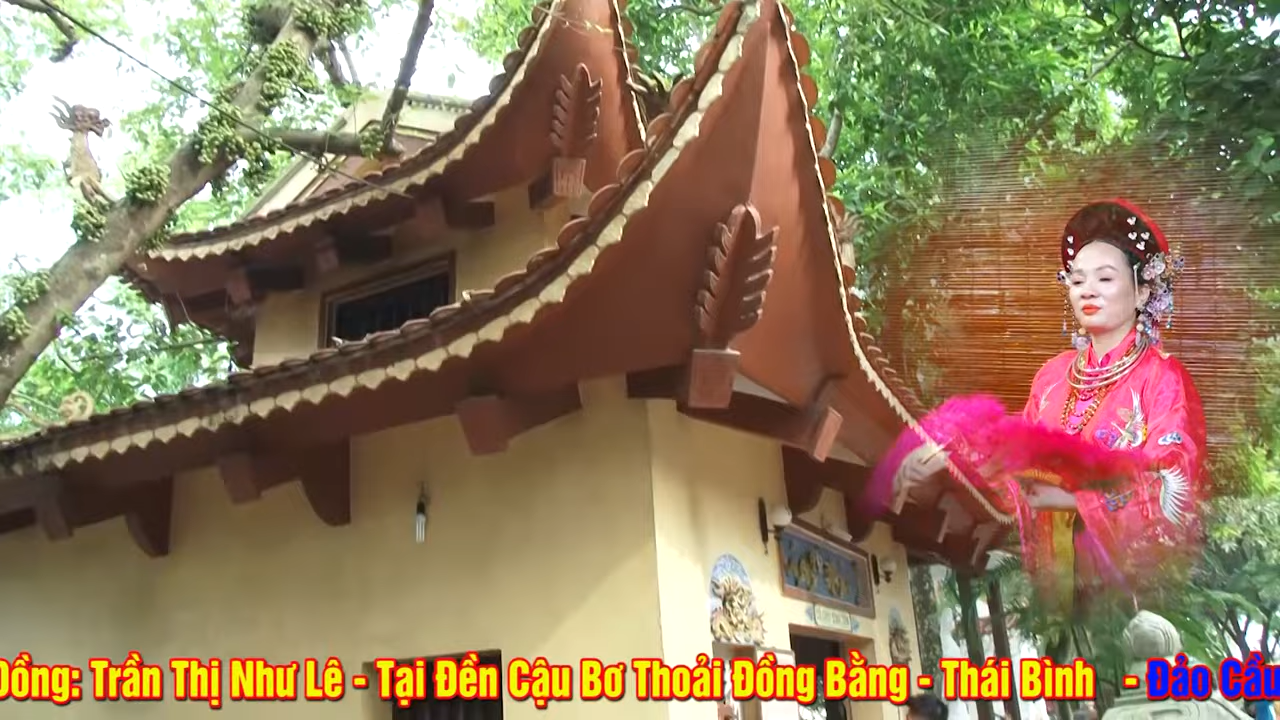 Đồng: Trần Thị Như Lê - Tại Đền Cậu Bơ Thoải Đồng Bằng - Thái Bình - Đảo Cầu